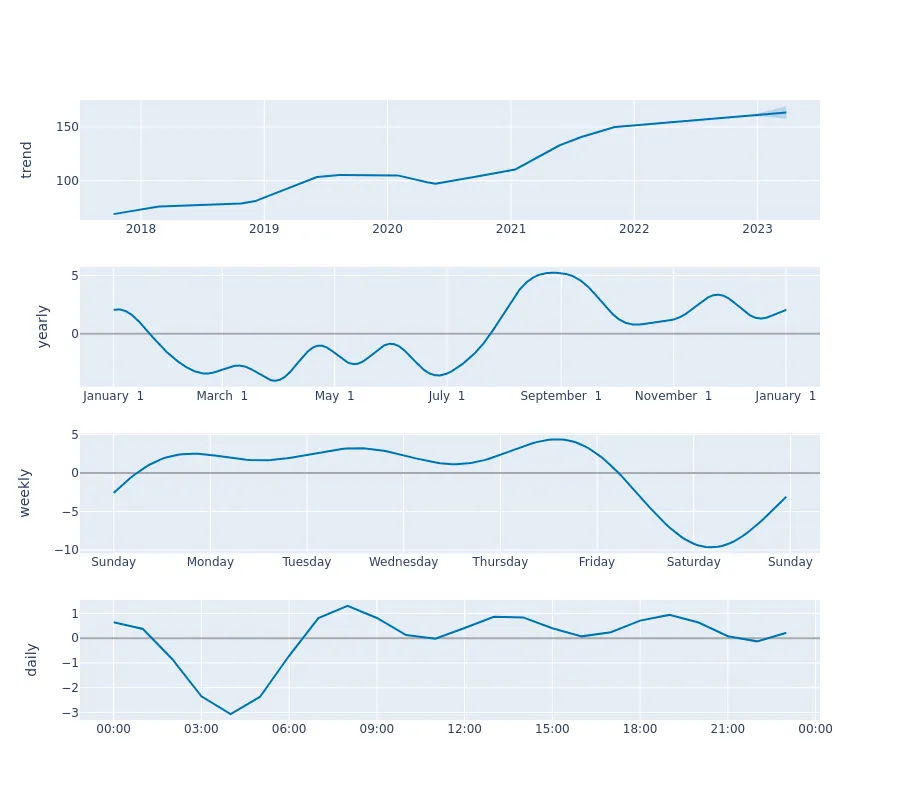 150
100
trend
2018 2019 2020 2021 2022 2023
5
0
yearly
January 1 March 1 May 1 July 1 September 1 November 1 January 1
5
0
−5
−10
weekly
Sunday Monday Tuesday Wednesday Thursday Friday Saturday Sunday
1
0
−1
−2
−3
daily
00:00 03:00 06:00 09:00 12:00 15:00 18:00 21:00 00:00